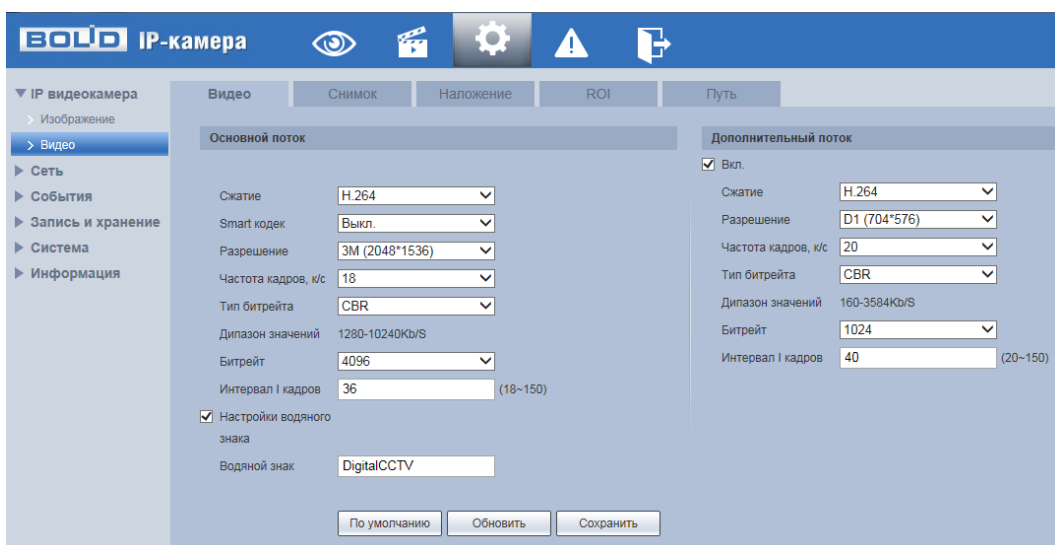 BOLID IP-камера
IP видеокамера
Изображение
Видео
Сеть
События
Запись и хранение
Система
Информация
Видео Снимок Наложение ROI Путь
Основной поток
Сжатие H.264
Smart кодек Выкл.
Разрешение 3M (2048*1536)
Частота кадров, к/с 18
Тип битрейта CBR
Дипазон значений 1280-10240Kb/S
Битрейт 4096
Интервал I кадров 36 (18~150)
Настройки водяного
знака
Водяной знак DigitalCCTV
Дополнительный поток
Вкл.
Сжатие H.264
Разрешение D1 (704*576)
Частота кадров, к/с 20
Тип битрейта CBR
Дипазон значений 160-3584Kb/S
Битрейт 1024
Интервал I кадров 40 (20~150)
По умолчанию Обновить Сохранить